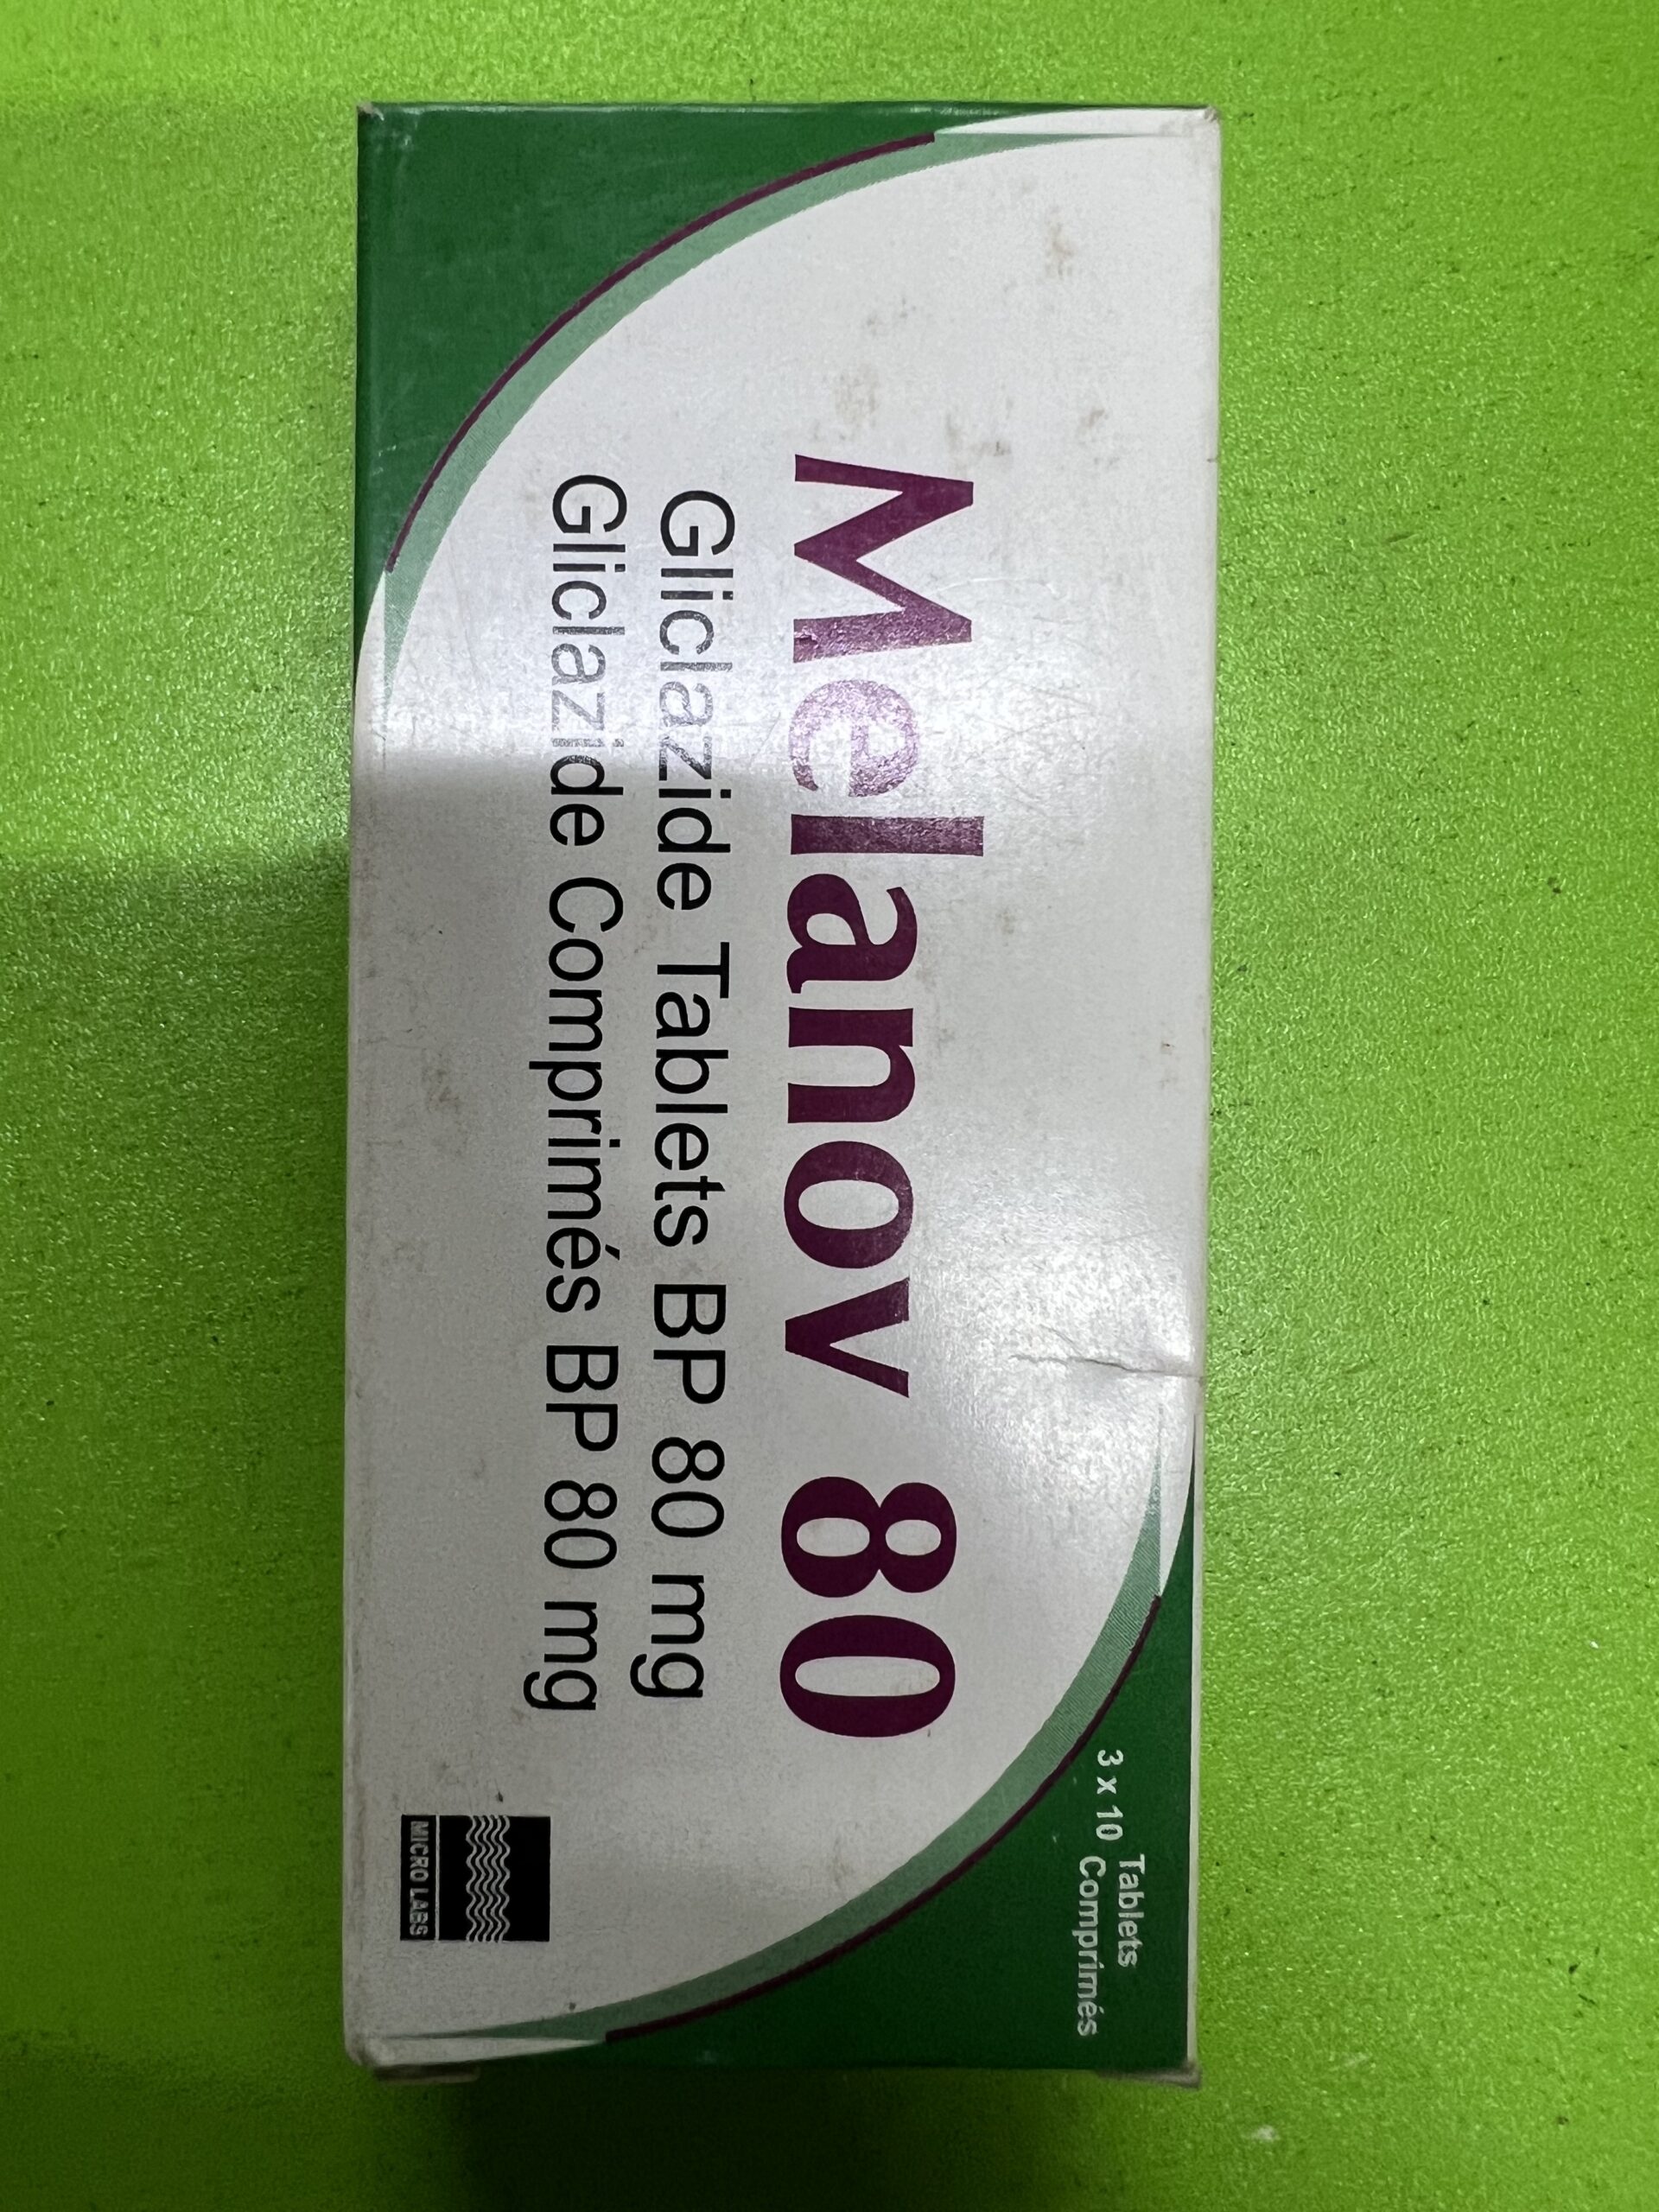 3 x 10 Tablets
Comprimés
Melanov 80
Gliclazide Tablets BP 80 mg
Gliclazide Comprimés BP 80 mg
MICRO LABS